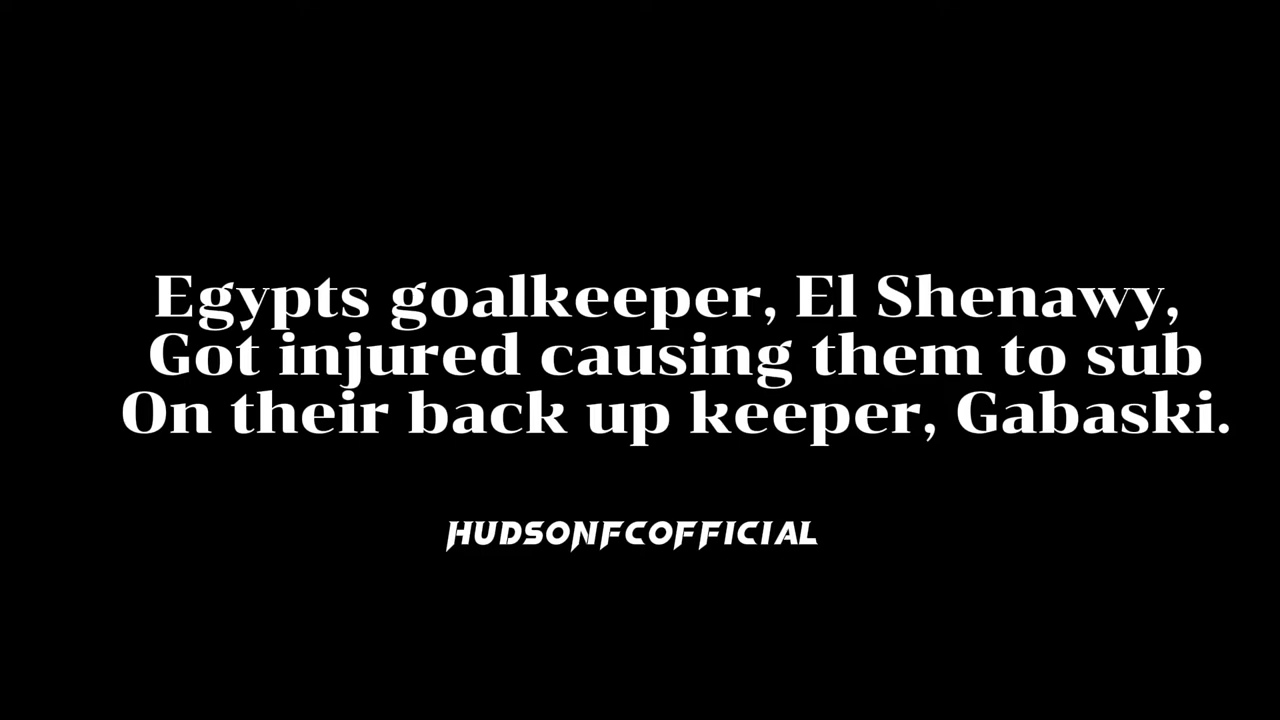 Egypts goalkeeper, El Shenawy,
Got injured causing them to sub
On their back up keeper, Gabaski.
HUDSONFCOFFICIAL